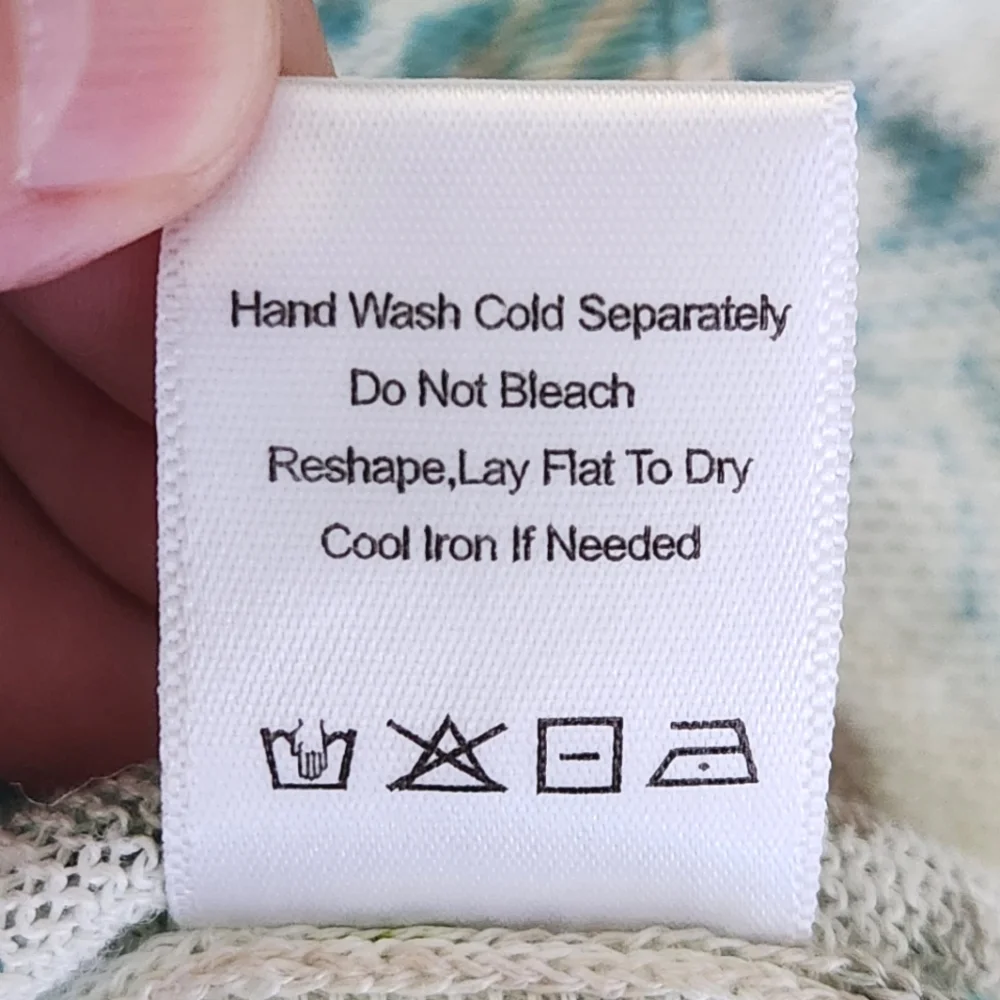 Hand Wash Cold Separately
Do Not Bleach
Reshape,Lay Flat To Dry
Cool Iron If Needed